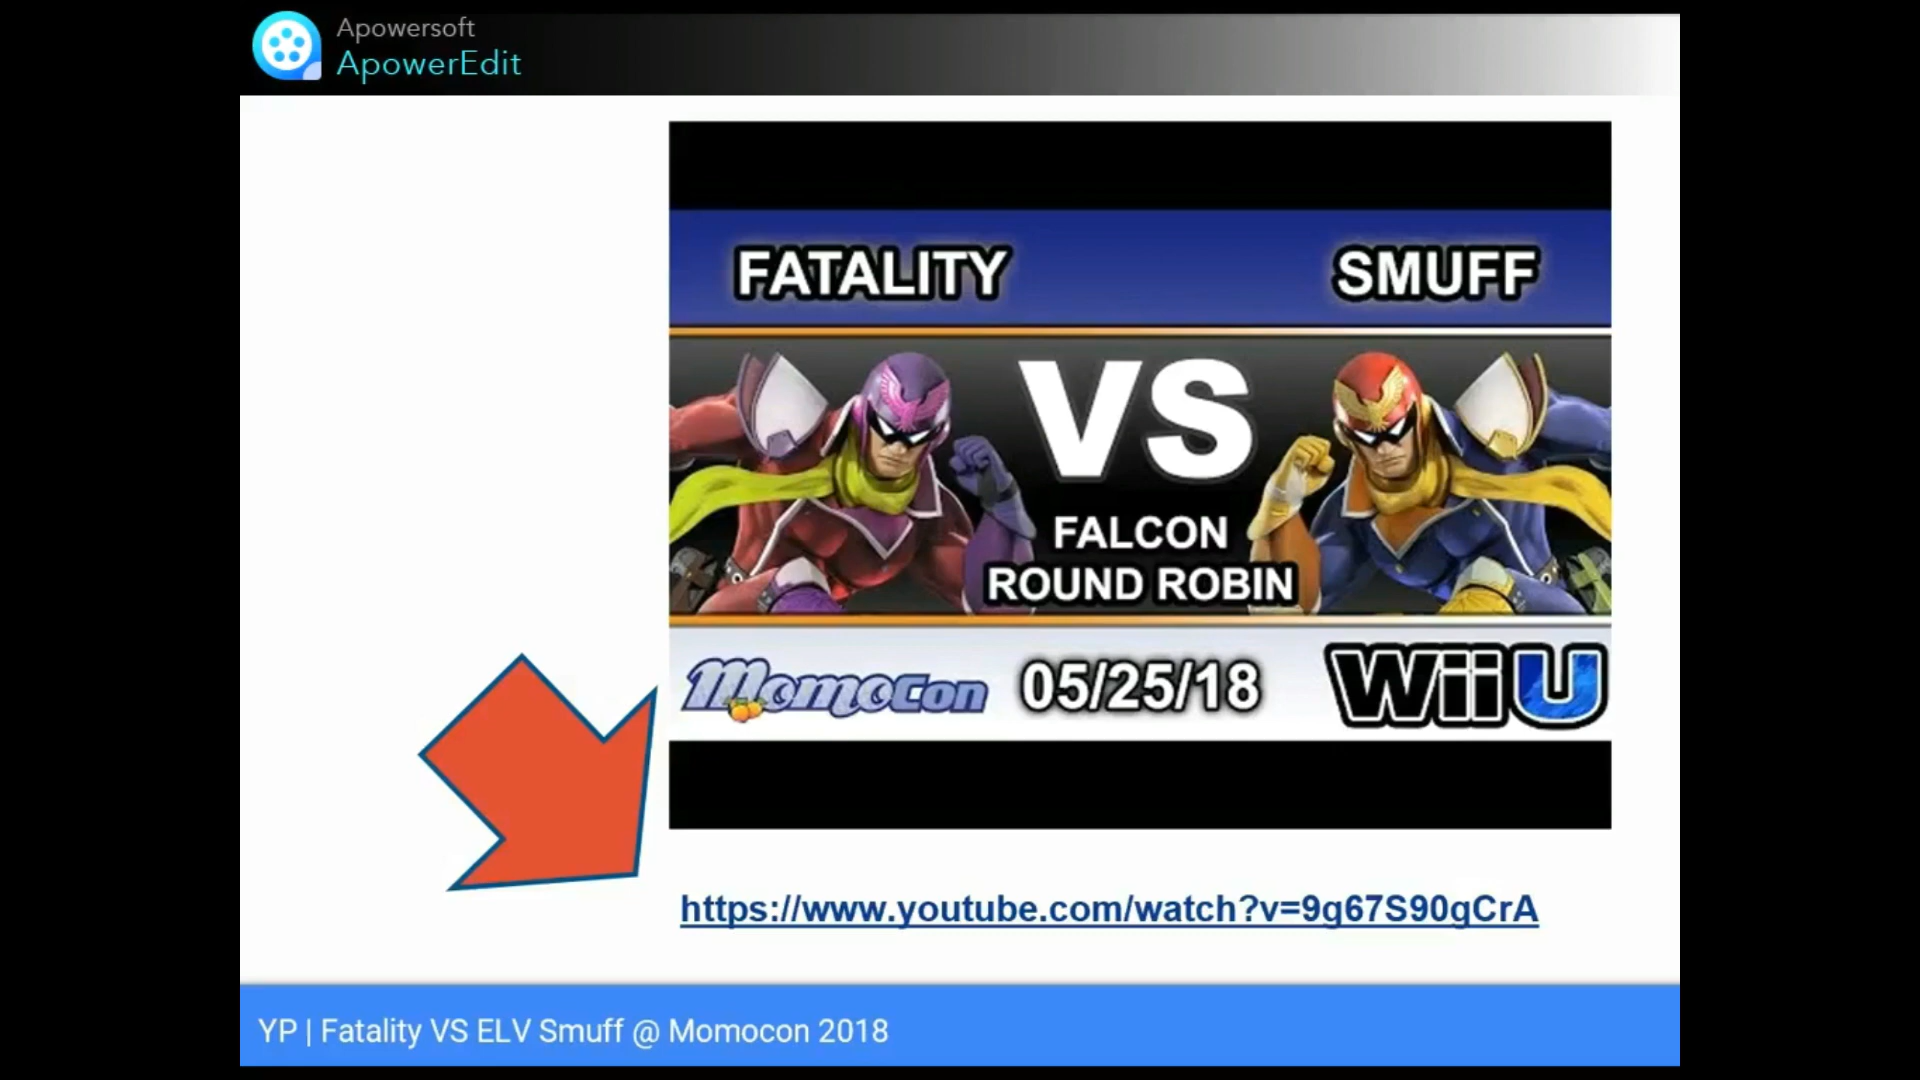 Apowersoft
ApowerEdit
FATALITY
SMUFF
VS
FALCON
ROUND ROBIN
MomoCon
05/25/18
Wii U
https://www.youtube.com/watch?v=9g67S90gCrA
YP | Fatality VS ELV Smuff @ Momocon 2018